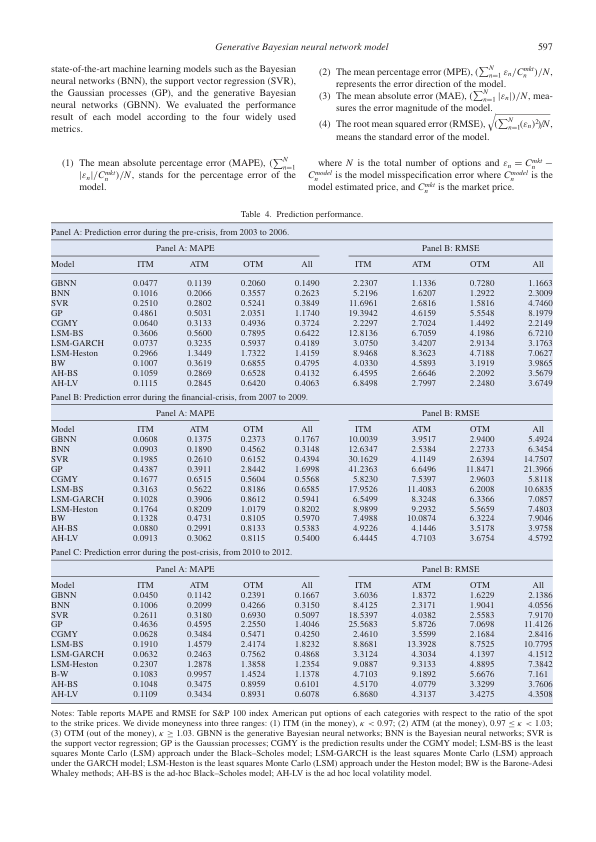 Generative Bayesian neural network model 597
state-of-the-art machine learning models such as the Bayesian
neural networks (BNN), the support vector regression (SVR),
the Gaussian processes (GP), and the generative Bayesian
neural networks (GBNN). We evaluated the performance
result of each model according to the four widely used
metrics.
(1) The mean absolute percentage error (MAPE), (∑ᴺₙ₌₁
|εₙ|/Cₙᵐᵏᵗ)/N, stands for the percentage error of the
model.
(2) The mean percentage error (MPE), (∑ᴺₙ₌₁ εₙ/Cₙᵐᵏᵗ)/N,
represents the error direction of the model.
(3) The mean absolute error (MAE), (∑ᴺₙ₌₁ |εₙ|)/N, mea-
sures the error magnitude of the model.
(4) The root mean squared error (RMSE), √(∑ᴺₙ₌₁(εₙ)²)/N,
means the standard error of the model.
where N is the total number of options and εₙ = Cₙᵐᵏᵗ −
Cₙᵐᵒᵈᵉˡ is the model misspecification error where Cₙᵐᵒᵈᵉˡ is the
model estimated price, and Cₙᵐᵏᵗ is the market price.
Table 4. Prediction performance.
Panel A: Prediction error during the pre-crisis, from 2003 to 2006.
Panel A: MAPE Panel B: RMSE
Model ITM ATM OTM All ITM ATM OTM All
GBNN 0.0477 0.1139 0.2060 0.1490 2.2307 1.1336 0.7280 1.1663
BNN 0.1016 0.2066 0.3557 0.2623 5.2196 1.6207 1.2922 2.3009
SVR 0.2510 0.2802 0.5241 0.3849 11.6961 2.6816 1.5816 4.7460
GP 0.4861 0.5031 2.0351 1.1740 19.3942 4.6159 5.5548 8.1979
CGMY 0.0640 0.3133 0.4936 0.3724 2.2297 2.7024 1.4492 2.2149
LSM-BS 0.3606 0.5600 0.7895 0.6422 12.8136 6.7059 4.1986 6.7210
LSM-GARCH 0.0737 0.3235 0.5937 0.4189 3.0750 3.4207 2.9134 3.1763
LSM-Heston 0.2966 1.3449 1.7322 1.4159 8.9468 8.3623 4.7188 7.0627
BW 0.1007 0.3619 0.6855 0.4795 4.0330 4.5893 3.1919 3.9865
AH-BS 0.1059 0.2869 0.6528 0.4132 6.4595 2.6646 2.2092 3.5679
AH-LV 0.1115 0.2845 0.6420 0.4063 6.8498 2.7997 2.2480 3.6749
Panel B: Prediction error during the financial-crisis, from 2007 to 2009.
Panel A: MAPE Panel B: RMSE
Model ITM ATM OTM All ITM ATM OTM All
GBNN 0.0608 0.1375 0.2373 0.1767 10.0039 3.9517 2.9400 5.4924
BNN 0.0903 0.1890 0.4562 0.3148 12.6347 2.5384 2.2733 6.3454
SVR 0.1985 0.2610 0.6152 0.4394 30.1629 4.1149 2.6394 14.7507
GP 0.4387 0.3911 2.8442 1.6998 41.2363 6.6496 11.8471 21.3966
CGMY 0.1677 0.6515 0.5604 0.5568 5.8230 7.5397 2.9603 5.8118
LSM-BS 0.3163 0.5622 0.8186 0.6585 17.9526 11.4083 6.2008 10.6835
LSM-GARCH 0.1028 0.3906 0.8612 0.5941 6.5499 8.3248 6.3366 7.0857
LSM-Heston 0.1764 0.8209 1.0179 0.8202 8.9899 9.2932 5.5659 7.4803
BW 0.1328 0.4731 0.8105 0.5970 7.4988 10.0874 6.3224 7.9046
AH-BS 0.0880 0.2991 0.8133 0.5383 4.9226 4.1446 3.5178 3.9758
AH-LV 0.0913 0.3062 0.8115 0.5400 6.4445 4.7103 3.6754 4.5792
Panel C: Prediction error during the post-crisis, from 2010 to 2012.
Panel A: MAPE Panel B: RMSE
Model ITM ATM OTM All ITM ATM OTM All
GBNN 0.0450 0.1142 0.2391 0.1667 3.6036 1.8372 1.6229 2.1386
BNN 0.1006 0.2099 0.4266 0.3150 8.4125 2.3171 1.9041 4.0556
SVR 0.2611 0.3180 0.6930 0.5097 18.5397 4.0382 2.5583 7.9170
GP 0.4636 0.4595 2.2550 1.4046 25.5683 5.8726 7.0698 11.4126
CGMY 0.0628 0.3484 0.5471 0.4250 2.4610 3.5599 2.1684 2.8416
LSM-BS 0.1910 1.4579 2.4174 1.8232 8.8681 13.3928 8.7525 10.7795
LSM-GARCH 0.0632 0.2463 0.7562 0.4868 3.3124 4.3034 4.1397 4.1512
LSM-Heston 0.2307 1.2878 1.3858 1.2354 9.0887 9.3133 4.8895 7.3842
B-W 0.1083 0.9957 1.4524 1.1378 4.7103 9.1892 5.6676 7.161
AH-BS 0.1048 0.3475 0.8959 0.6101 4.5170 4.0779 3.3299 3.7606
AH-LV 0.1109 0.3434 0.8931 0.6078 6.8680 4.3137 3.4275 4.3508
Notes: Table reports MAPE and RMSE for S&P 100 index American put options of each categories with respect to the ratio of the spot
to the strike prices. We divide moneyness into three ranges: (1) ITM (in the money), κ < 0.97; (2) ATM (at the money), 0.97 ≤ κ < 1.03;
(3) OTM (out of the money), κ ≥ 1.03. GBNN is the generative Bayesian neural networks; BNN is the Bayesian neural networks; SVR is
the support vector regression; GP is the Gaussian processes; CGMY is the prediction results under the CGMY model; LSM-BS is the least
squares Monte Carlo (LSM) approach under the Black–Scholes model; LSM-GARCH is the least squares Monte Carlo (LSM) approach
under the GARCH model; LSM-Heston is the least squares Monte Carlo (LSM) approach under the Heston model; BW is the Barone-Adesi
Whaley methods; AH-BS is the ad-hoc Black–Scholes model; AH-LV is the ad hoc local volatility model.